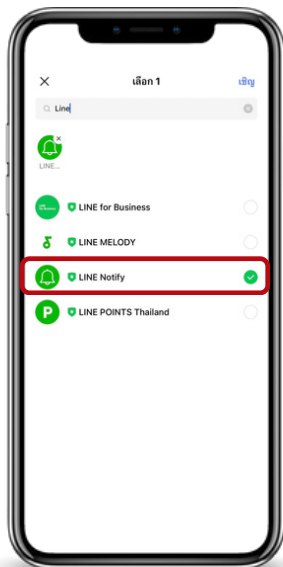 เลือก 1
เชิญ
Line
LINE...
LINE for Business
LINE MELODY
LINE Notify
P
LINE POINTS Thailand